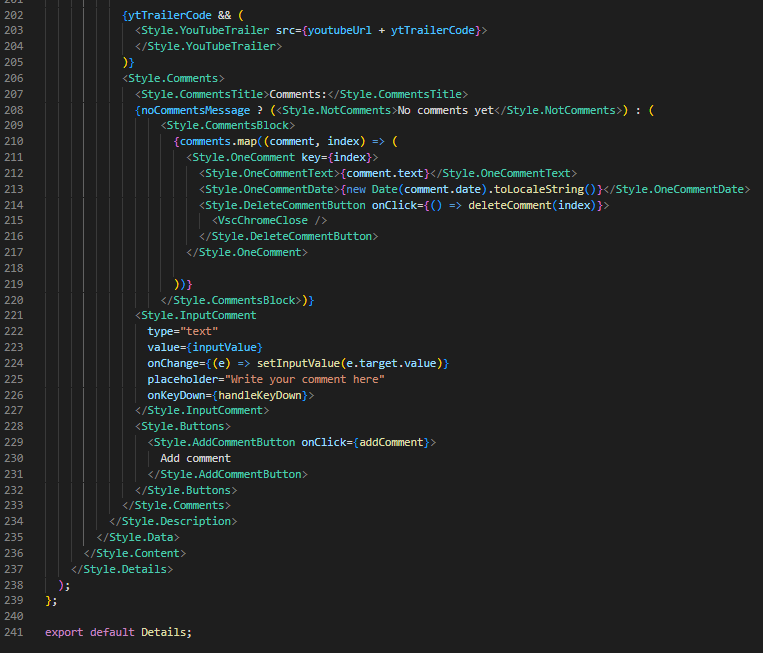 201
202 {ytTrailerCode && (
203 <Style.YouTubeTrailer src={youtubeUrl + ytTrailerCode}>
204 </Style.YouTubeTrailer>
205 )}
206 <Style.Comments>
207 <Style.CommentsTitle>Comments:</Style.CommentsTitle>
208 {noCommentsMessage ? (<Style.NotComments>No comments yet</Style.NotComments>) : (
209 <Style.CommentsBlock>
210 {comments.map((comment, index) => (
211 <Style.OneComment key={index}>
212 <Style.OneCommentText>{comment.text}</Style.OneCommentText>
213 <Style.OneCommentDate>{new Date(comment.date).toLocaleString()}</Style.OneCommentDate>
214 <Style.DeleteCommentButton onClick={() => deleteComment(index)}>
215 <VscChromeClose />
216 </Style.DeleteCommentButton>
217 </Style.OneComment>
218
219 ))}
220 </Style.CommentsBlock>)}
221 <Style.InputComment
222 type="text"
223 value={inputValue}
224 onChange={(e) => setInputValue(e.target.value)}
225 placeholder="Write your comment here"
226 onKeyDown={handleKeyDown}>
227 </Style.InputComment>
228 <Style.Buttons>
229 <Style.AddCommentButton onClick={addComment}>
230 Add comment
231 </Style.AddCommentButton>
232 </Style.Buttons>
233 </Style.Comments>
234 </Style.Description>
235 </Style.Data>
236 </Style.Content>
237 </Style.Details>
238 );
239 };
240
241 export default Details;